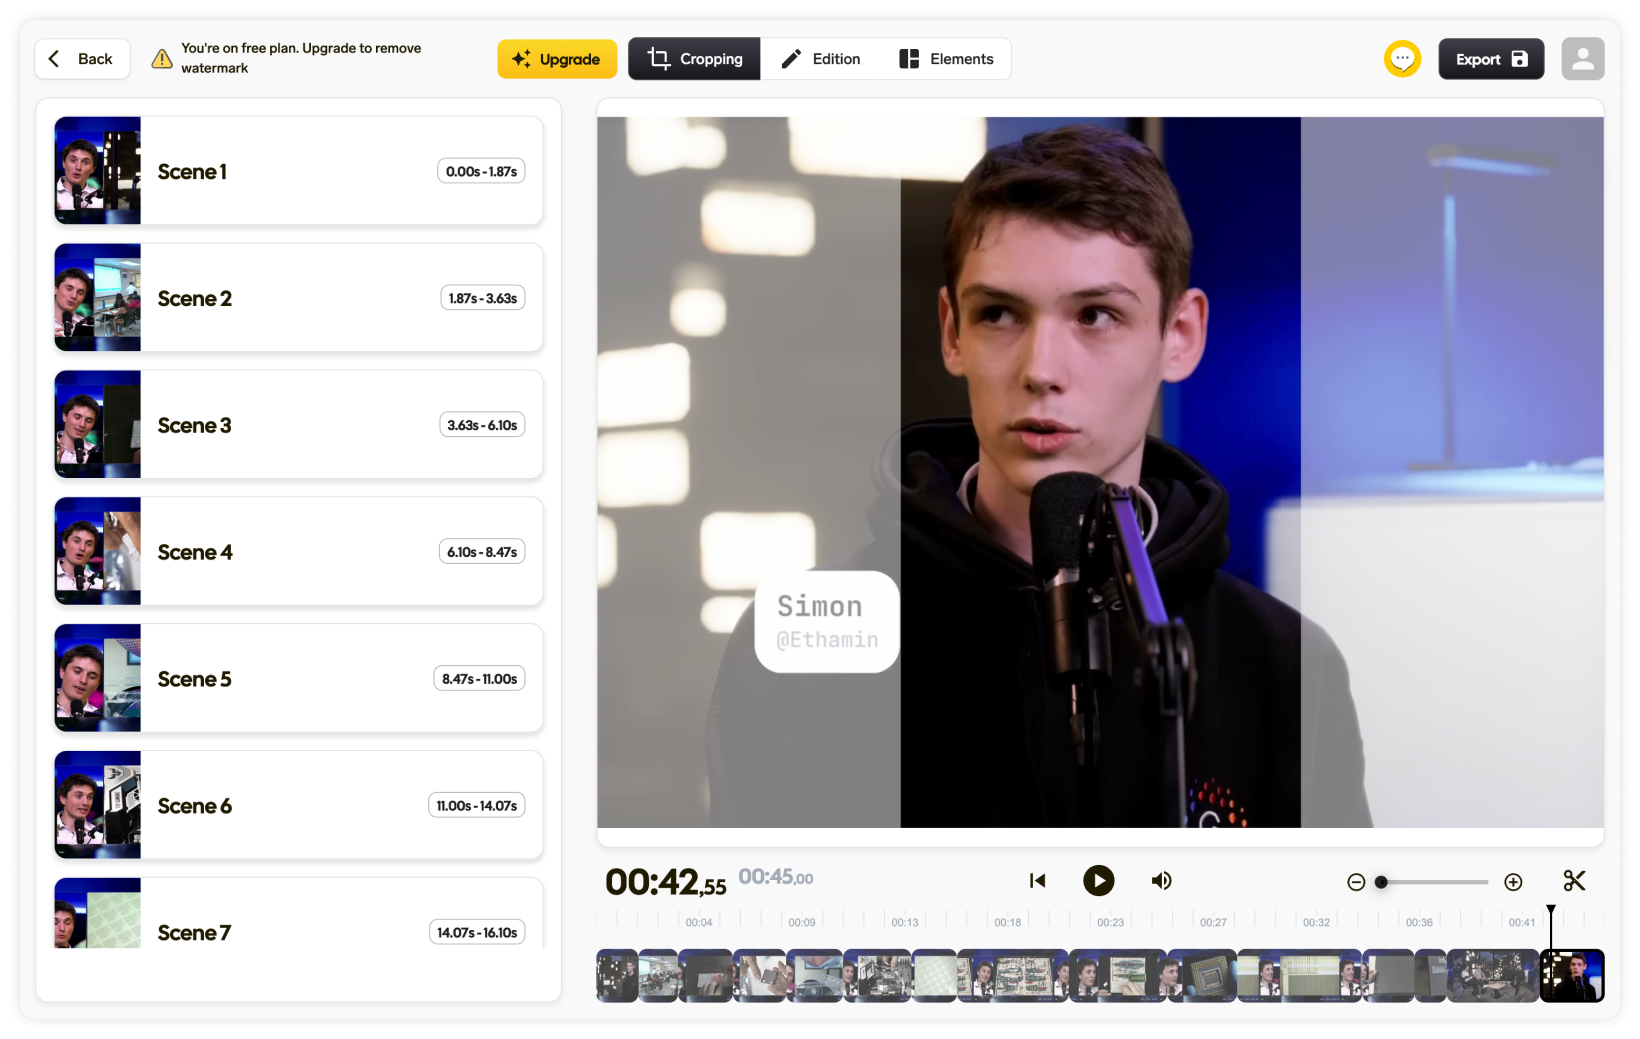 Back
You're on free plan. Upgrade to remove
watermark
Upgrade
Cropping
Edition
Elements
Export
Scene 1
0.00s - 1.87s
Scene 2
1.87s - 3.63s
Scene 3
3.63s - 6.10s
Scene 4
6.10s - 8.47s
Scene 5
8.47s - 11.00s
Scene 6
11.00s - 14.07s
Scene 7
14.07s - 16.10s
Simon
@Ethamin
G
00:42,55
00:45,00
00:04
00:09
00:13
00:18
00:23
00:27
00:32
00:36
00:41